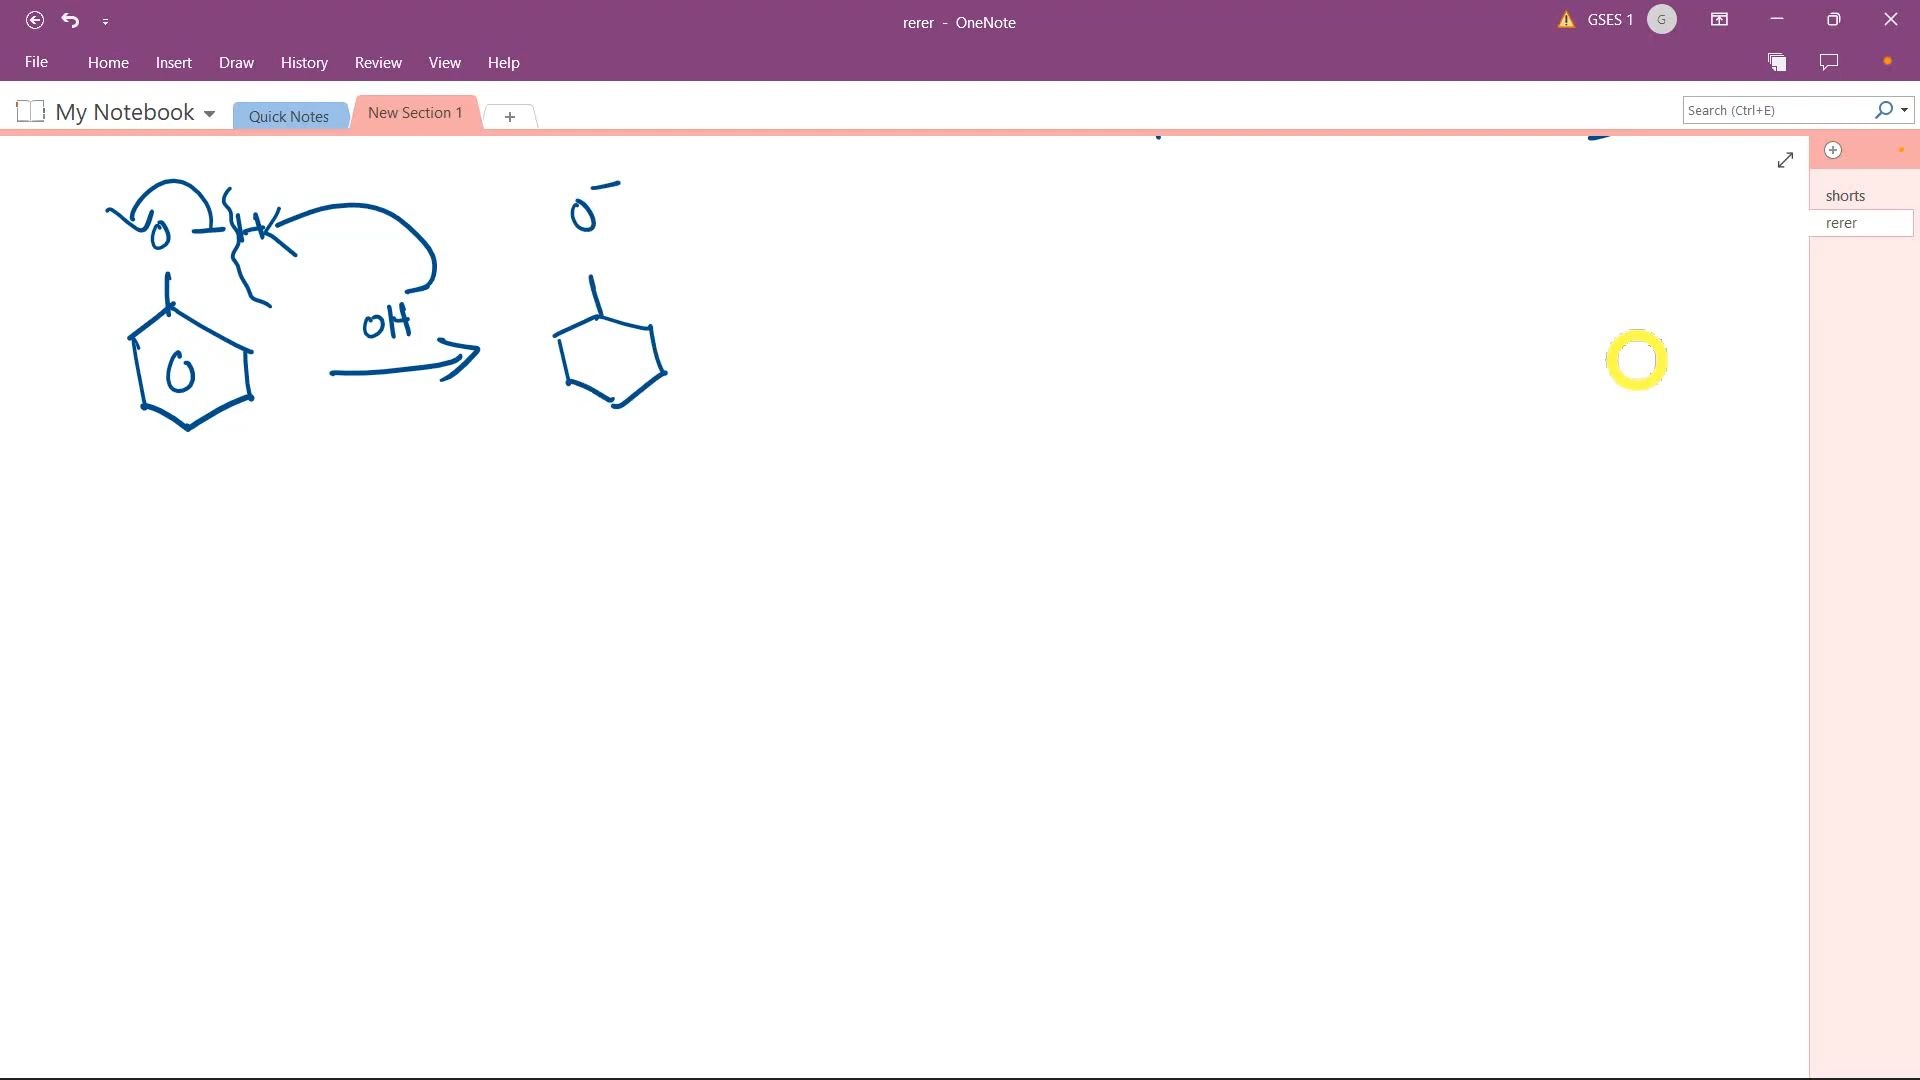 rerer - OneNote
GSES 1
G
File
Home
Insert
Draw
History
Review
View
Help
My Notebook
Quick Notes
New Section 1
+
Search (Ctrl+E)
shorts
rerer
O
H
OH
O
O⁻